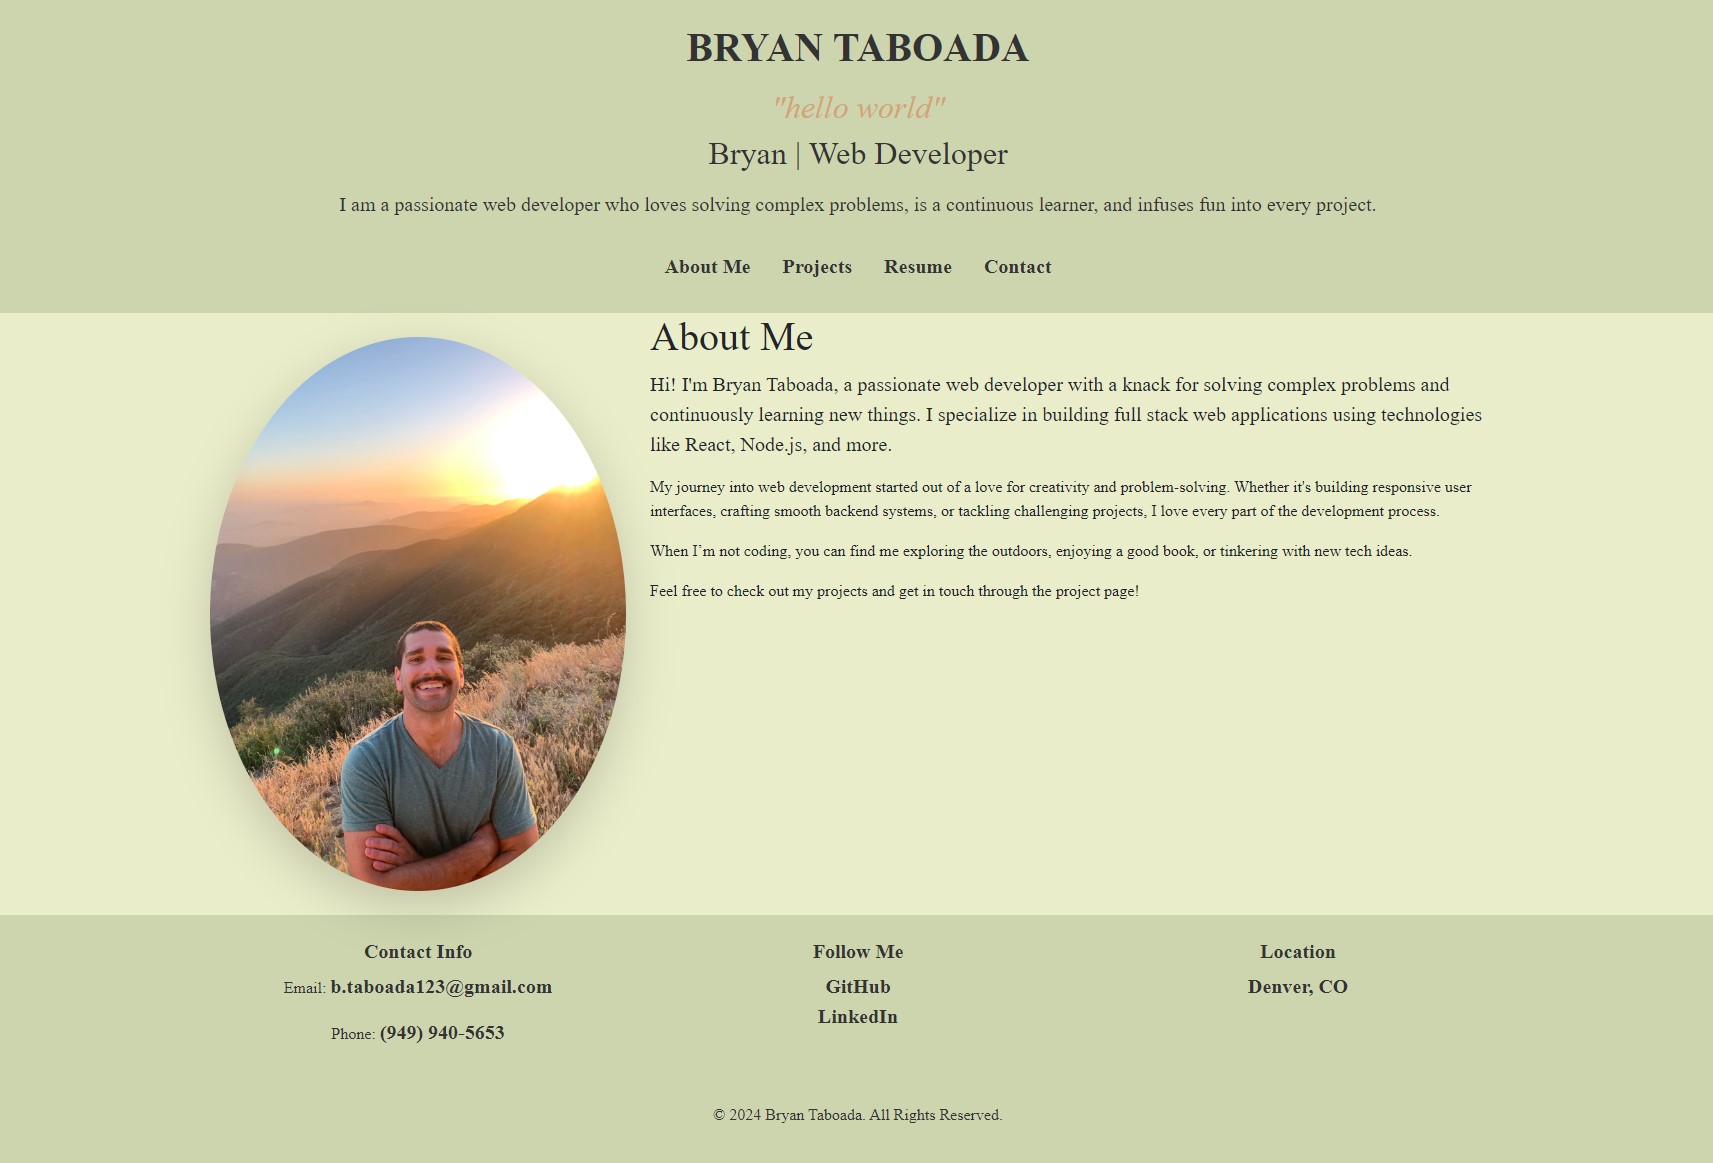 BRYAN TABOADA
"hello world"
Bryan | Web Developer
I am a passionate web developer who loves solving complex problems, is a continuous learner, and infuses fun into every project.
About Me Projects Resume Contact
About Me
Hi! I'm Bryan Taboada, a passionate web developer with a knack for solving complex problems and
continuously learning new things. I specialize in building full stack web applications using technologies
like React, Node.js, and more.
My journey into web development started out of a love for creativity and problem-solving. Whether it's building responsive user
interfaces, crafting smooth backend systems, or tackling challenging projects, I love every part of the development process.
When I’m not coding, you can find me exploring the outdoors, enjoying a good book, or tinkering with new tech ideas.
Feel free to check out my projects and get in touch through the project page!
Contact Info
Email: b.taboada123@gmail.com
Phone: (949) 940-5653
Follow Me
GitHub
LinkedIn
Location
Denver, CO
© 2024 Bryan Taboada. All Rights Reserved.